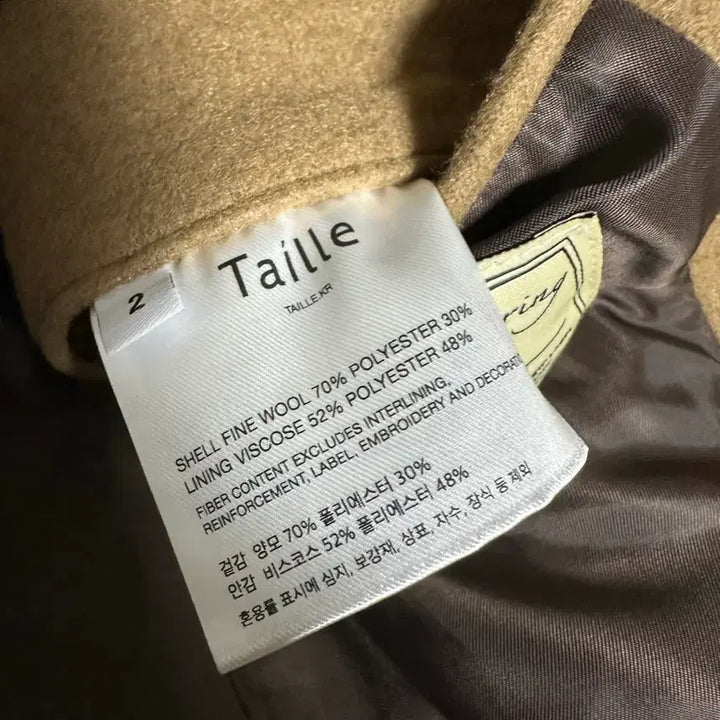 2
Taílle
TAILLE.KR
SHELL FINE WOOL 70% POLYESTER 30%
LINING VISCOSE 52% POLYESTER 48%
FIBER CONTENT EXCLUDES INTERLINING,
REINFORCEMENT, LABEL, EMBROIDERY AND
겉감 양모 70% 폴리에스터 30%
안감 비스코스 52% 폴리에스터 48%
혼용률 표시에 심지, 보강재, 상표, 자수, 장식 등 제외